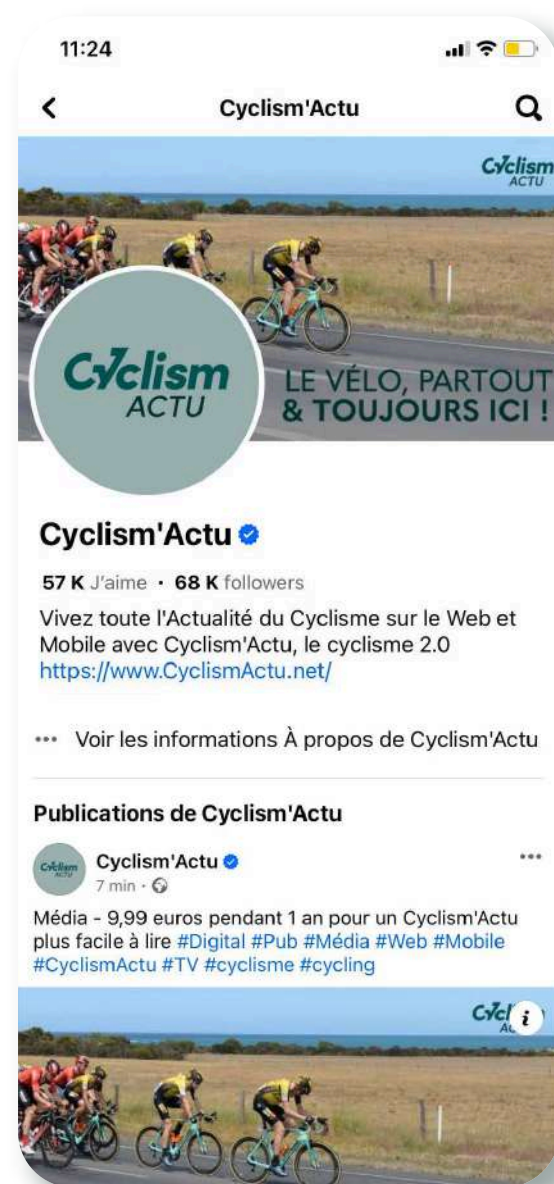 11:24
Cyclism'Actu
Cyclism
ACTU
Cyclism
ACTU
LE VÉLO, PARTOUT
& TOUJOURS ICI !
Cyclism'Actu
57 K J'aime · 68 K followers
Vivez toute l'Actualité du Cyclisme sur le Web et
Mobile avec Cyclism'Actu, le cyclisme 2.0
https://www.CyclismActu.net/
Voir les informations À propos de Cyclism'Actu
Publications de Cyclism'Actu
Cyclism
ACTU
Cyclism'Actu
7 min ·
Média - 9,99 euros pendant 1 an pour un Cyclism'Actu
plus facile à lire #Digital #Pub #Média #Web #Mobile
#CyclismActu #TV #cyclisme #cycling